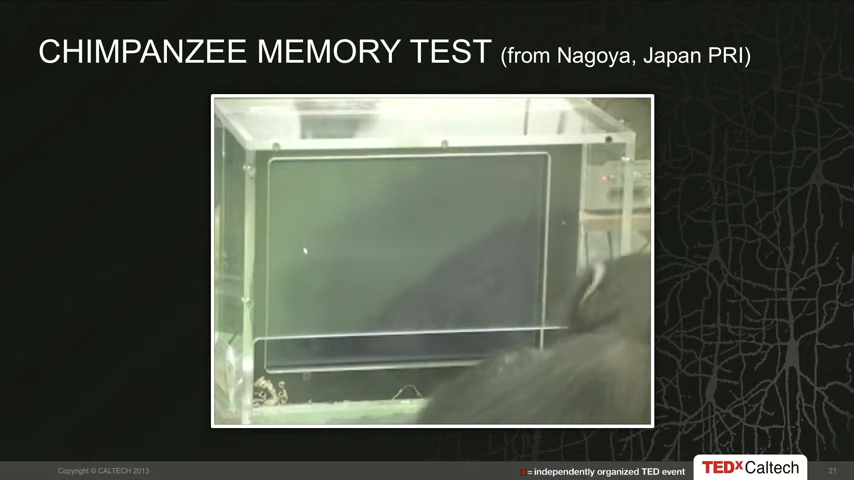 CHIMPANZEE MEMORY TEST (from Nagoya, Japan PRI)
Copyright © CALTECH 2013
x = independently organized TED event
TEDxCaltech
21